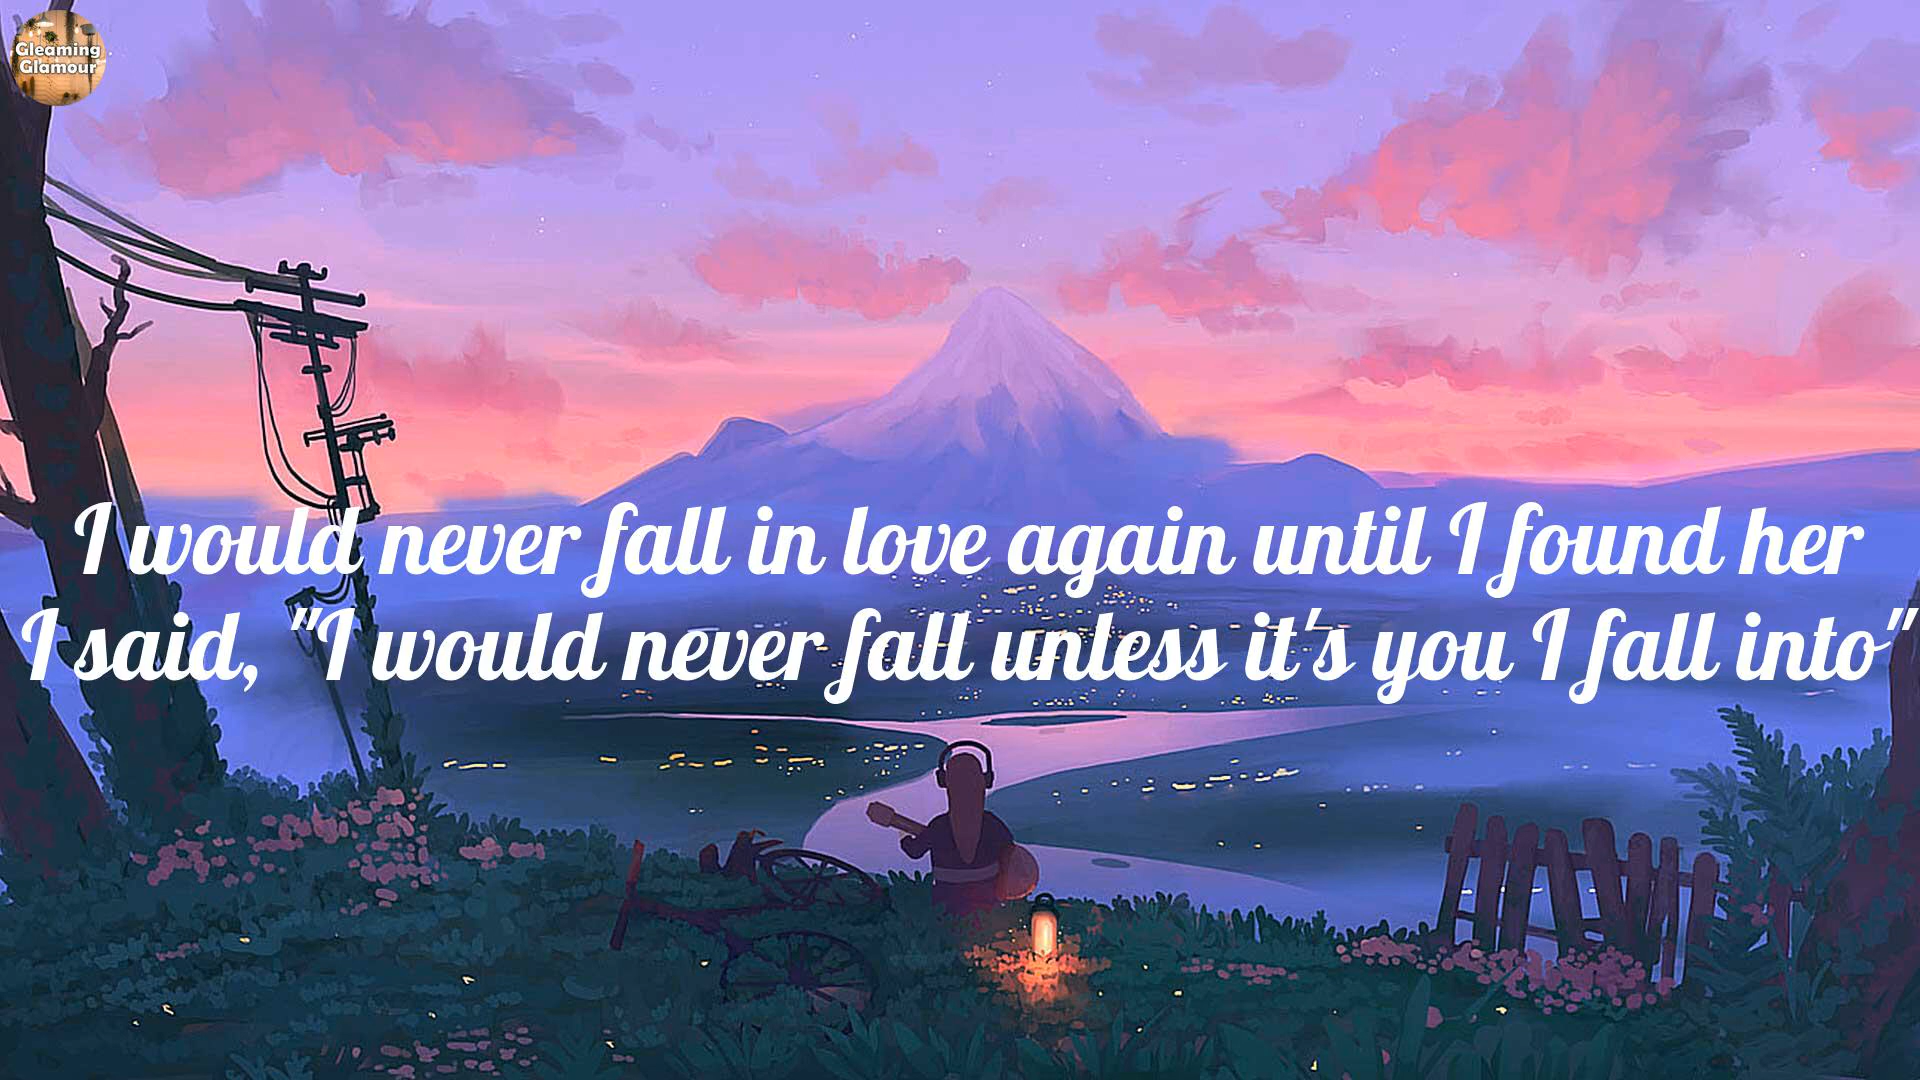 Gleaming
Glamour
I would never fall in love again until I found her
I said, "I would never fall unless it's you I fall into"